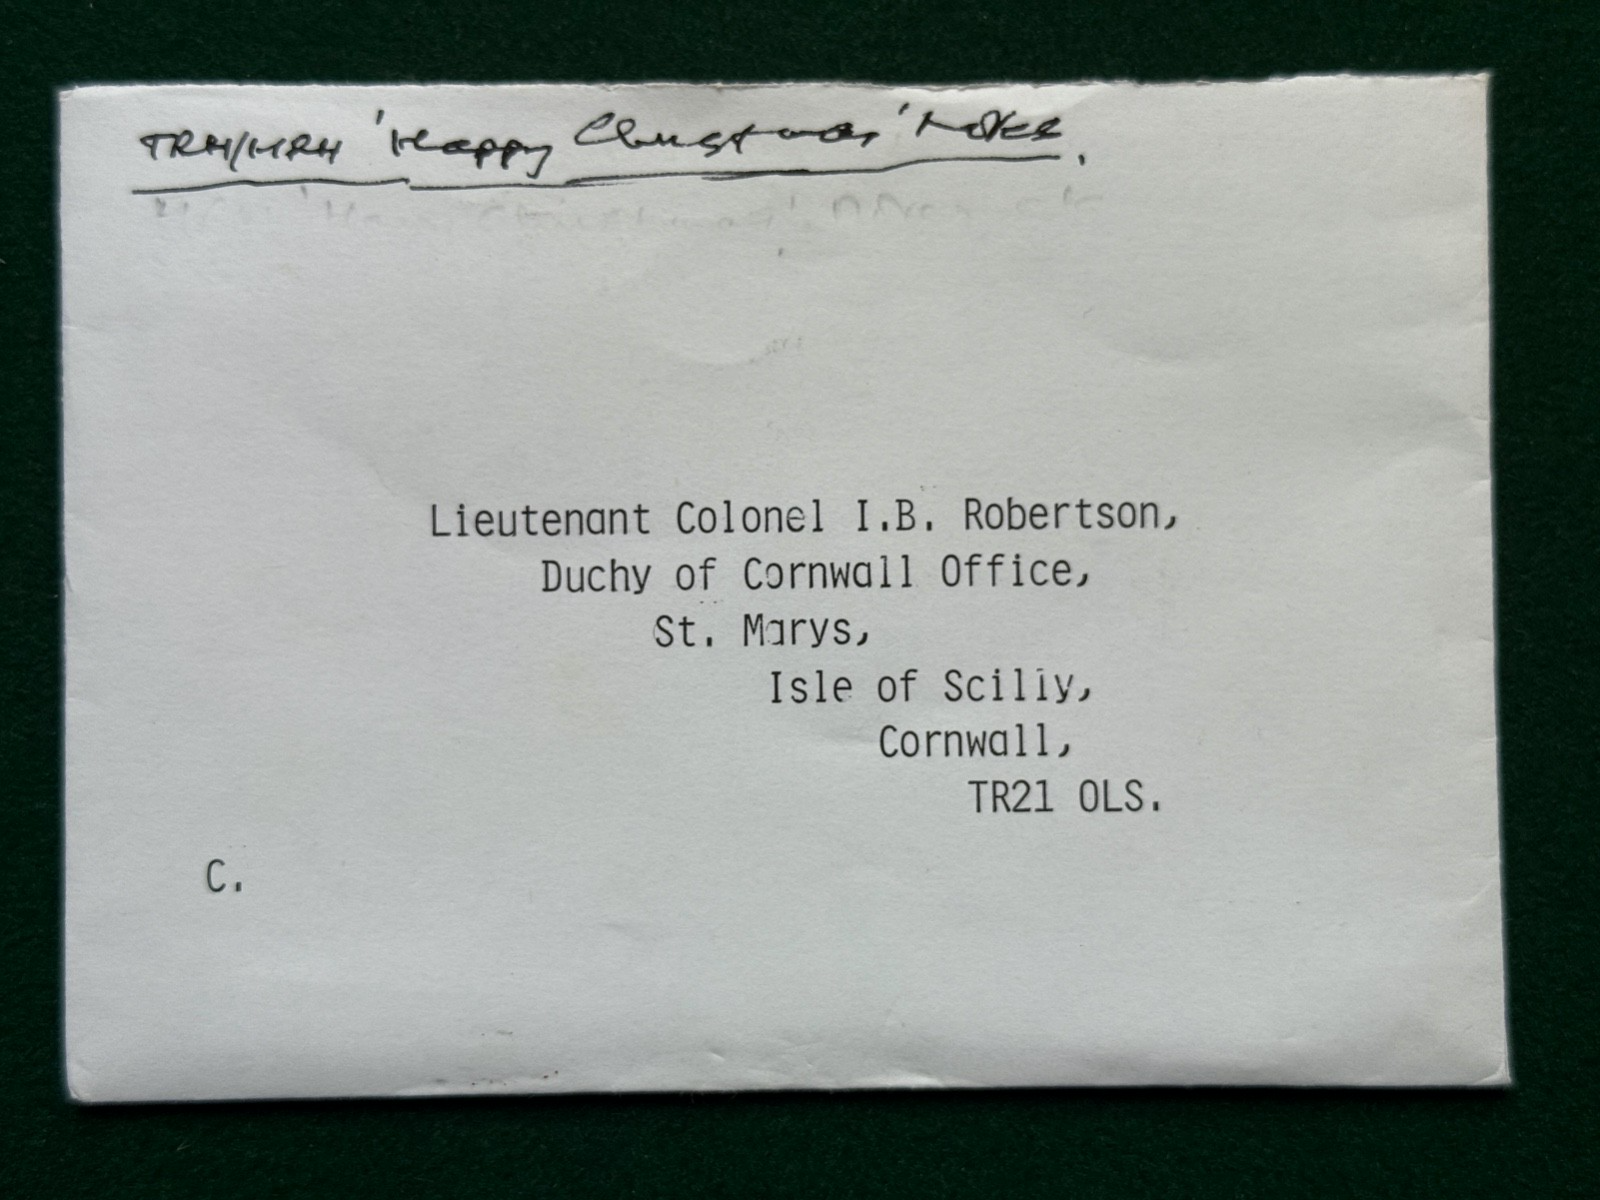 TRH/HRH 'Happy Christmas' Notes.
Lieutenant Colonel I.B. Robertson,
Duchy of Cornwall Office,
St. Marys,
Isle of Scilly,
Cornwall,
TR21 OLS.
C.